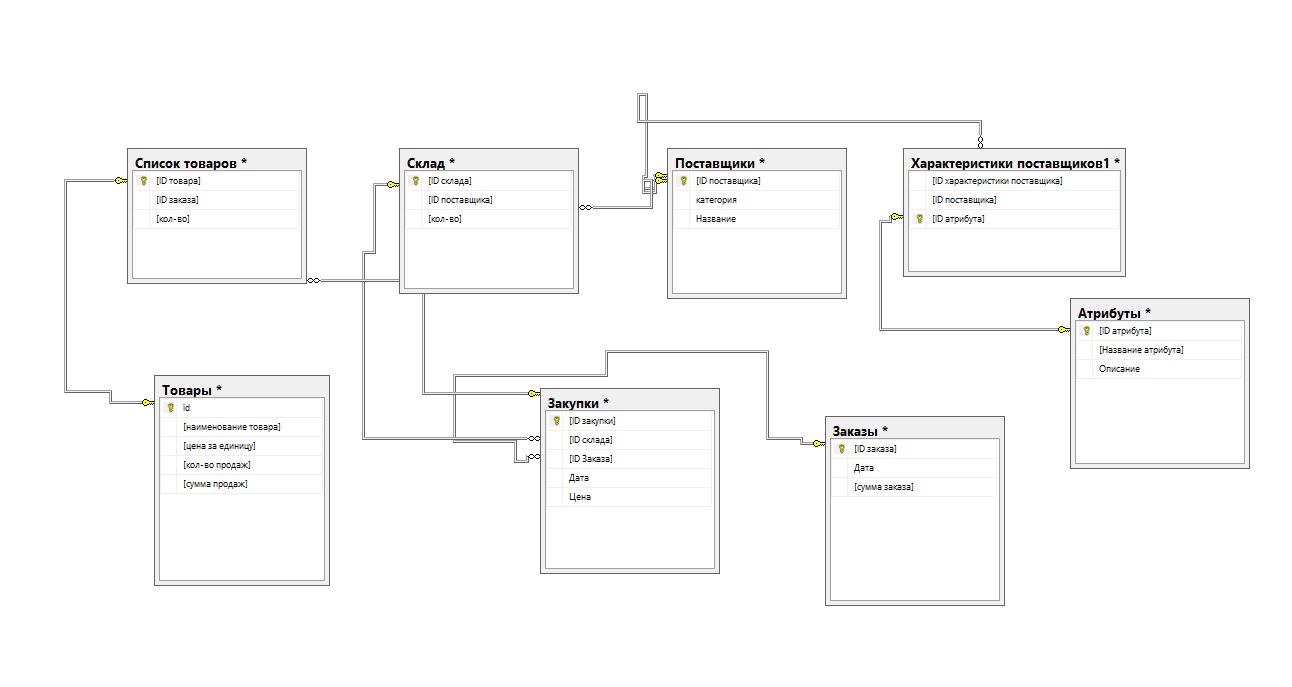 Список товаров *
[ID товара]
[ID заказа]
[кол-во]
Склад *
[ID склада]
[ID поставщика]
[кол-во]
Поставщики *
[ID поставщика]
категория
Название
Характеристики поставщиков1 *
[ID характеристики поставщика]
[ID поставщика]
[ID атрибута]
Атрибуты *
[ID атрибута]
[Название атрибута]
Описание
Товары *
id
[наименование товара]
[цена за единицу]
[кол-во продаж]
[сумма продаж]
Закупки *
[ID закупки]
[ID склада]
[ID Заказа]
Дата
Цена
Заказы *
[ID заказа]
Дата
[сумма заказа]